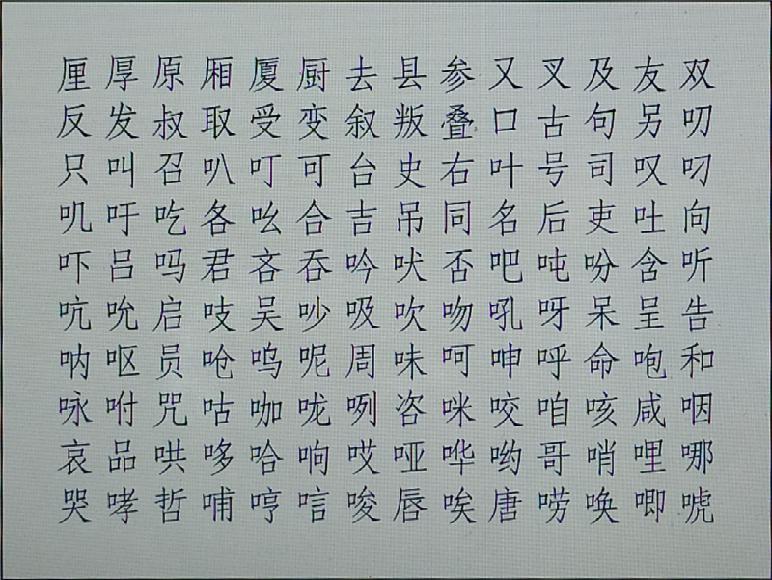 厘厚原厢厦厨去县参又叉及友双
反发叔取受变叙叛叠口古句另叨
只叫召叭叮可台史右叶号司叹叼
叽吁吃各吆合吉吊同名后吏吐向
吓吕吗君吝吞吟吠否吧吨吩含听
吭吮启吱吴吵吸吹吻吼呀呆呈告
呐呕员呛呜呢周味呵呻呼命咆和
咏咐咒咕咖咙咧咨咪咬咱咳咸咽
哀品哄哆哈响哎哑哗哟哥哨哩哪
哭哮哲哺哼唁唆唇唉唐唠唤唧唬